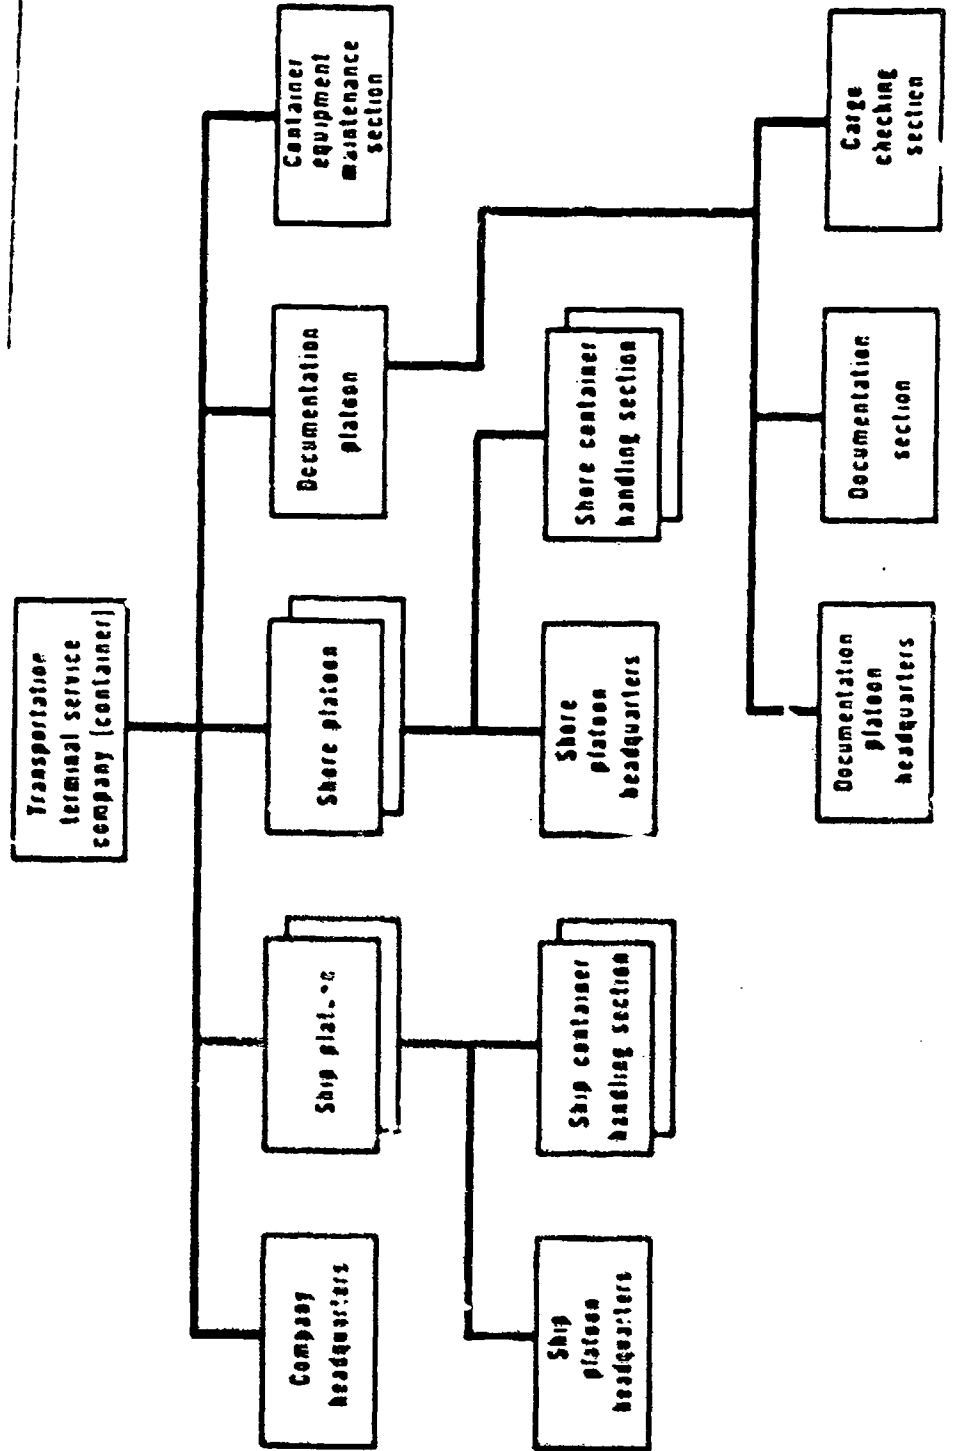 Transportation
terminal service
company [container]
Company
headquarters
Ship
Shore platoon
Documentation
platoon
Container
equipment
maintenance
section
Ship
platoon
headquarters
Ship container
handling section
Shore
platoon
headquarters
Shore container
handling section
Documentation
platoon
headquarters
Documentation
section
Cargo
checking
section